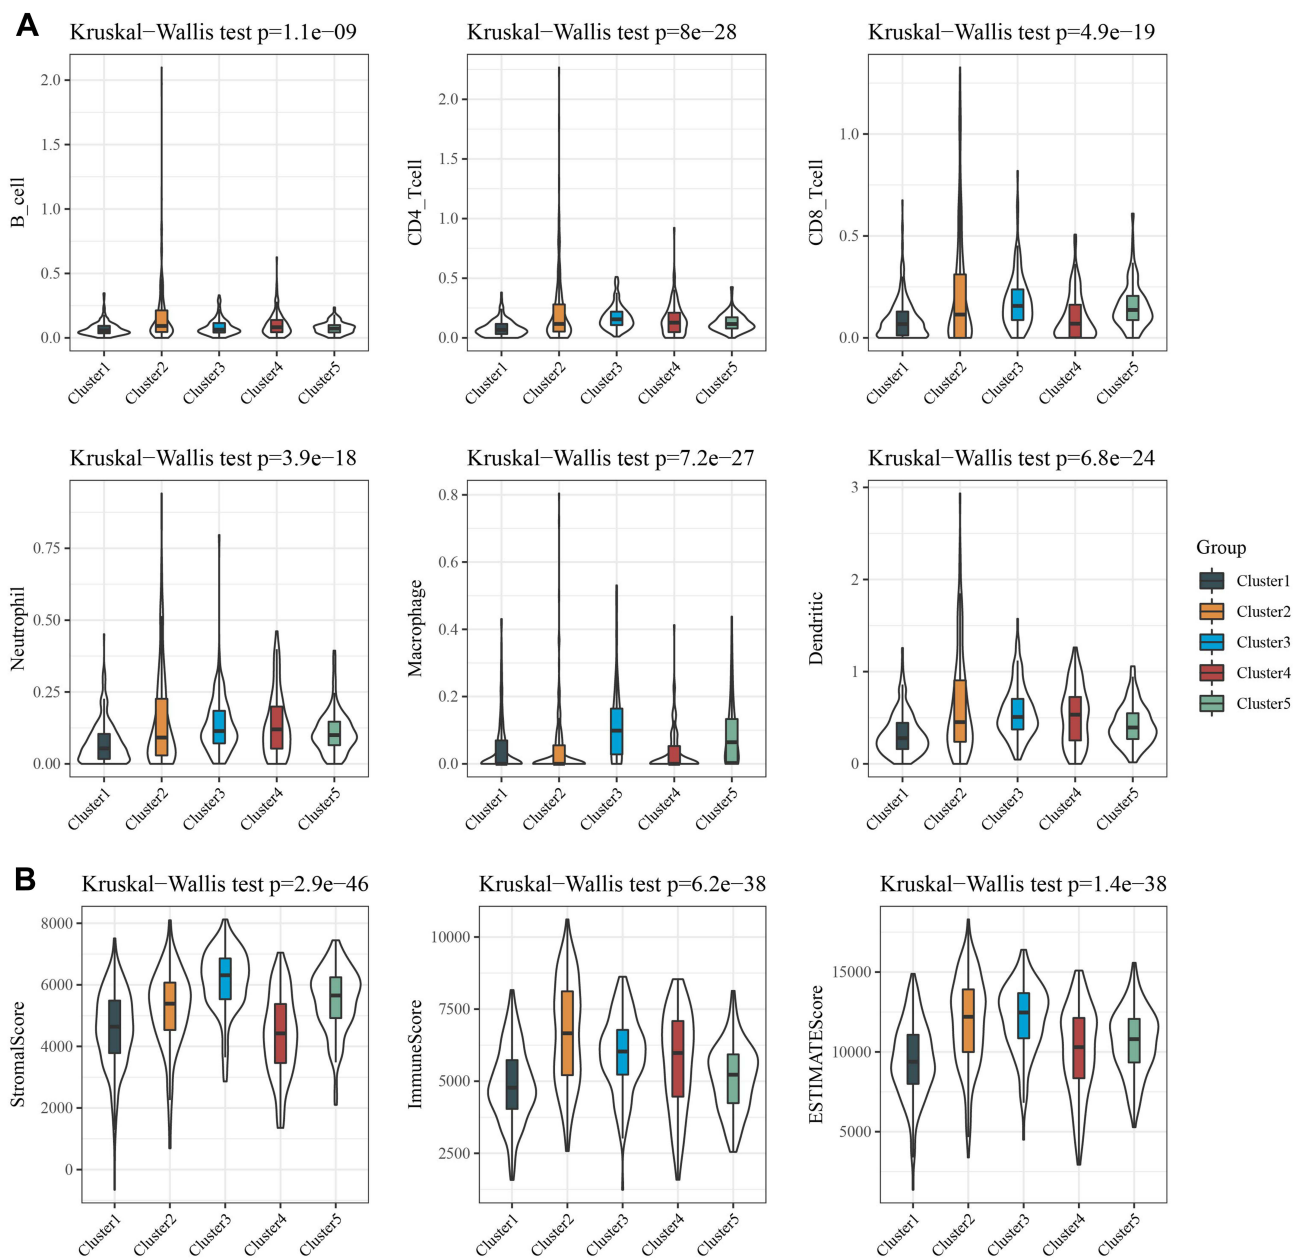 A
Kruskal−Wallis test p=1.1e−09
B_cell
2.0
1.5
1.0
0.5
0.0
Cluster1
Cluster2
Cluster3
Cluster4
Cluster5
Kruskal−Wallis test p=8e−28
CD4_Tcell
2.0
1.5
1.0
0.5
0.0
Cluster1
Cluster2
Cluster3
Cluster4
Cluster5
Kruskal−Wallis test p=4.9e−19
CD8_Tcell
1.0
0.5
0.0
Cluster1
Cluster2
Cluster3
Cluster4
Cluster5
Kruskal−Wallis test p=3.9e−18
Neutrophil
0.75
0.50
0.25
0.00
Cluster1
Cluster2
Cluster3
Cluster4
Cluster5
Kruskal−Wallis test p=7.2e−27
Macrophage
0.8
0.6
0.4
0.2
0.0
Cluster1
Cluster2
Cluster3
Cluster4
Cluster5
Kruskal−Wallis test p=6.8e−24
Dendritic
3
2
1
0
Cluster1
Cluster2
Cluster3
Cluster4
Cluster5
Group
Cluster1
Cluster2
Cluster3
Cluster4
Cluster5
B
Kruskal−Wallis test p=2.9e−46
StromalScore
8000
6000
4000
2000
0
Cluster1
Cluster2
Cluster3
Cluster4
Cluster5
Kruskal−Wallis test p=6.2e−38
ImmuneScore
10000
7500
5000
2500
Cluster1
Cluster2
Cluster3
Cluster4
Cluster5
Kruskal−Wallis test p=1.4e−38
ESTIMATEScore
15000
10000
5000
Cluster1
Cluster2
Cluster3
Cluster4
Cluster5